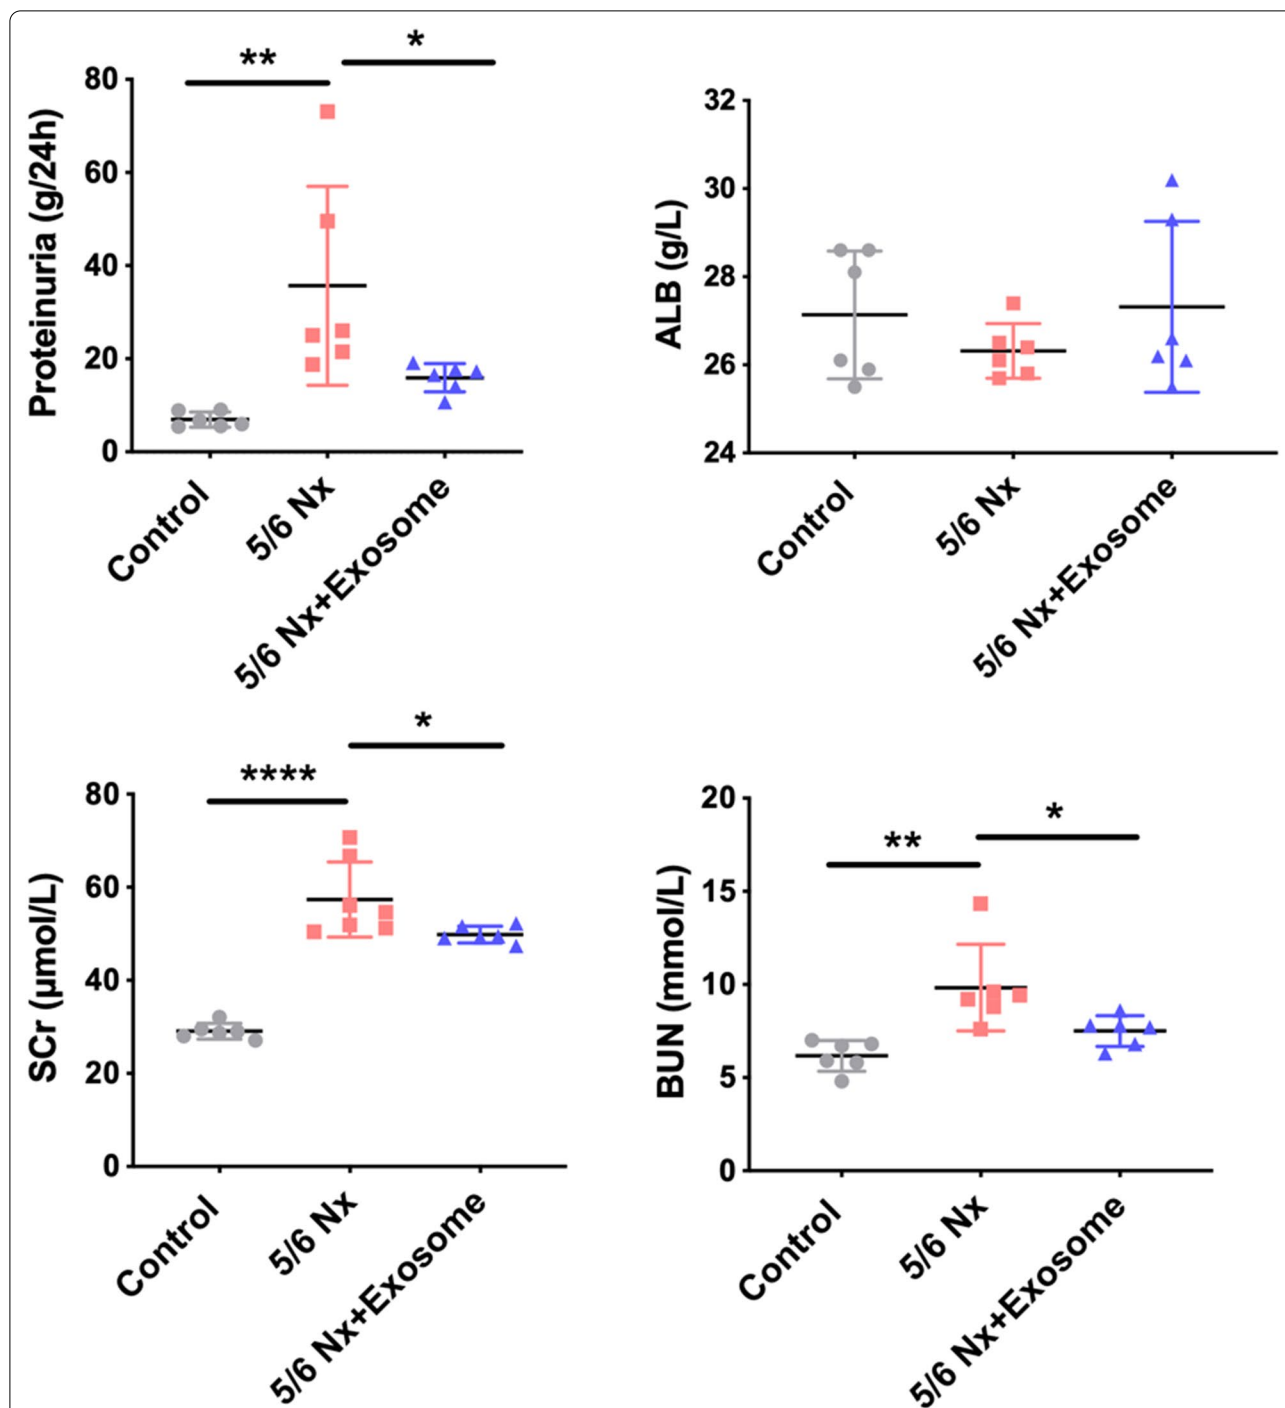 ** *
Proteinuria (g/24h)
80
60
40
20
0
Control
5/6 Nx
5/6 Nx+Exosome
ALB (g/L)
32
30
28
26
24
Control
5/6 Nx
5/6 Nx+Exosome
*
****
SCr (µmol/L)
80
60
40
20
0
Control
5/6 Nx
5/6 Nx+Exosome
** *
BUN (mmol/L)
20
15
10
5
0
Control
5/6 Nx
5/6 Nx+Exosome